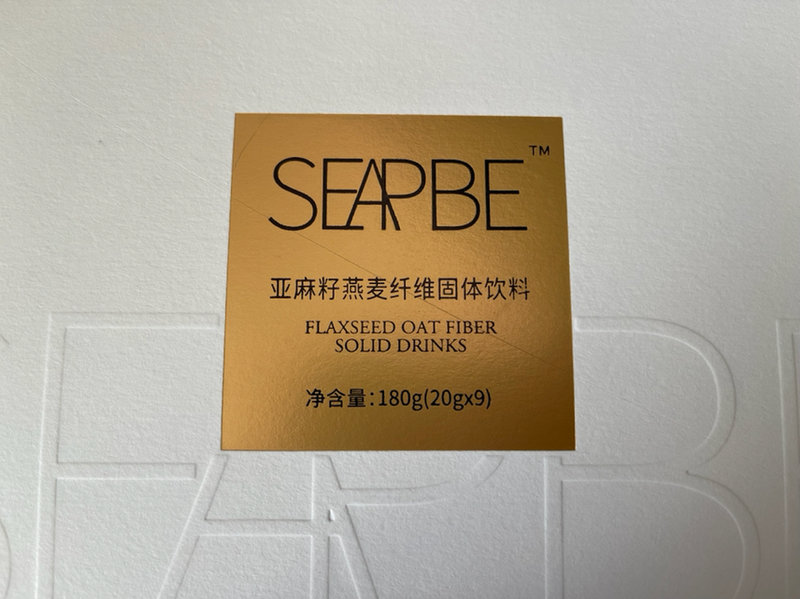 SEAPBE™
亚麻籽燕麦纤维固体饮料
FLAXSEED OAT FIBER
SOLID DRINKS
净含量：180g(20gx9)
EAPB